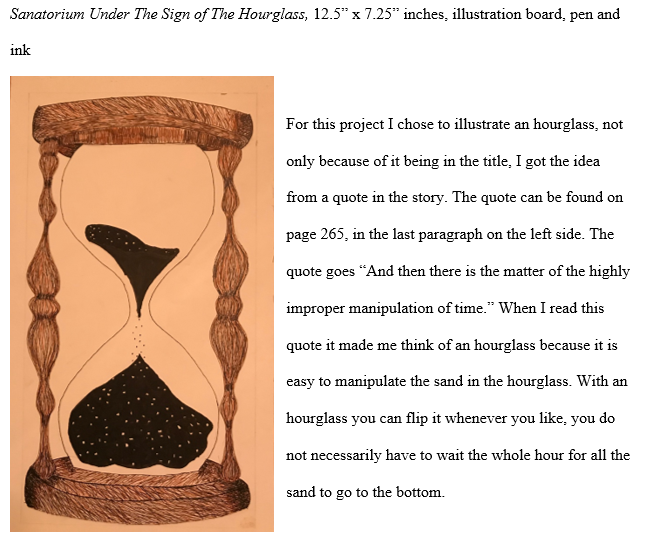 Sanatorium Under The Sign of The Hourglass, 12.5” x 7.25” inches, illustration board, pen and
ink
For this project I chose to illustrate an hourglass, not
only because of it being in the title, I got the idea
from a quote in the story. The quote can be found on
page 265, in the last paragraph on the left side. The
quote goes “And then there is the matter of the highly
improper manipulation of time.” When I read this
quote it made me think of an hourglass because it is
easy to manipulate the sand in the hourglass. With an
hourglass you can flip it whenever you like, you do
not necessarily have to wait the whole hour for all the
sand to go to the bottom.